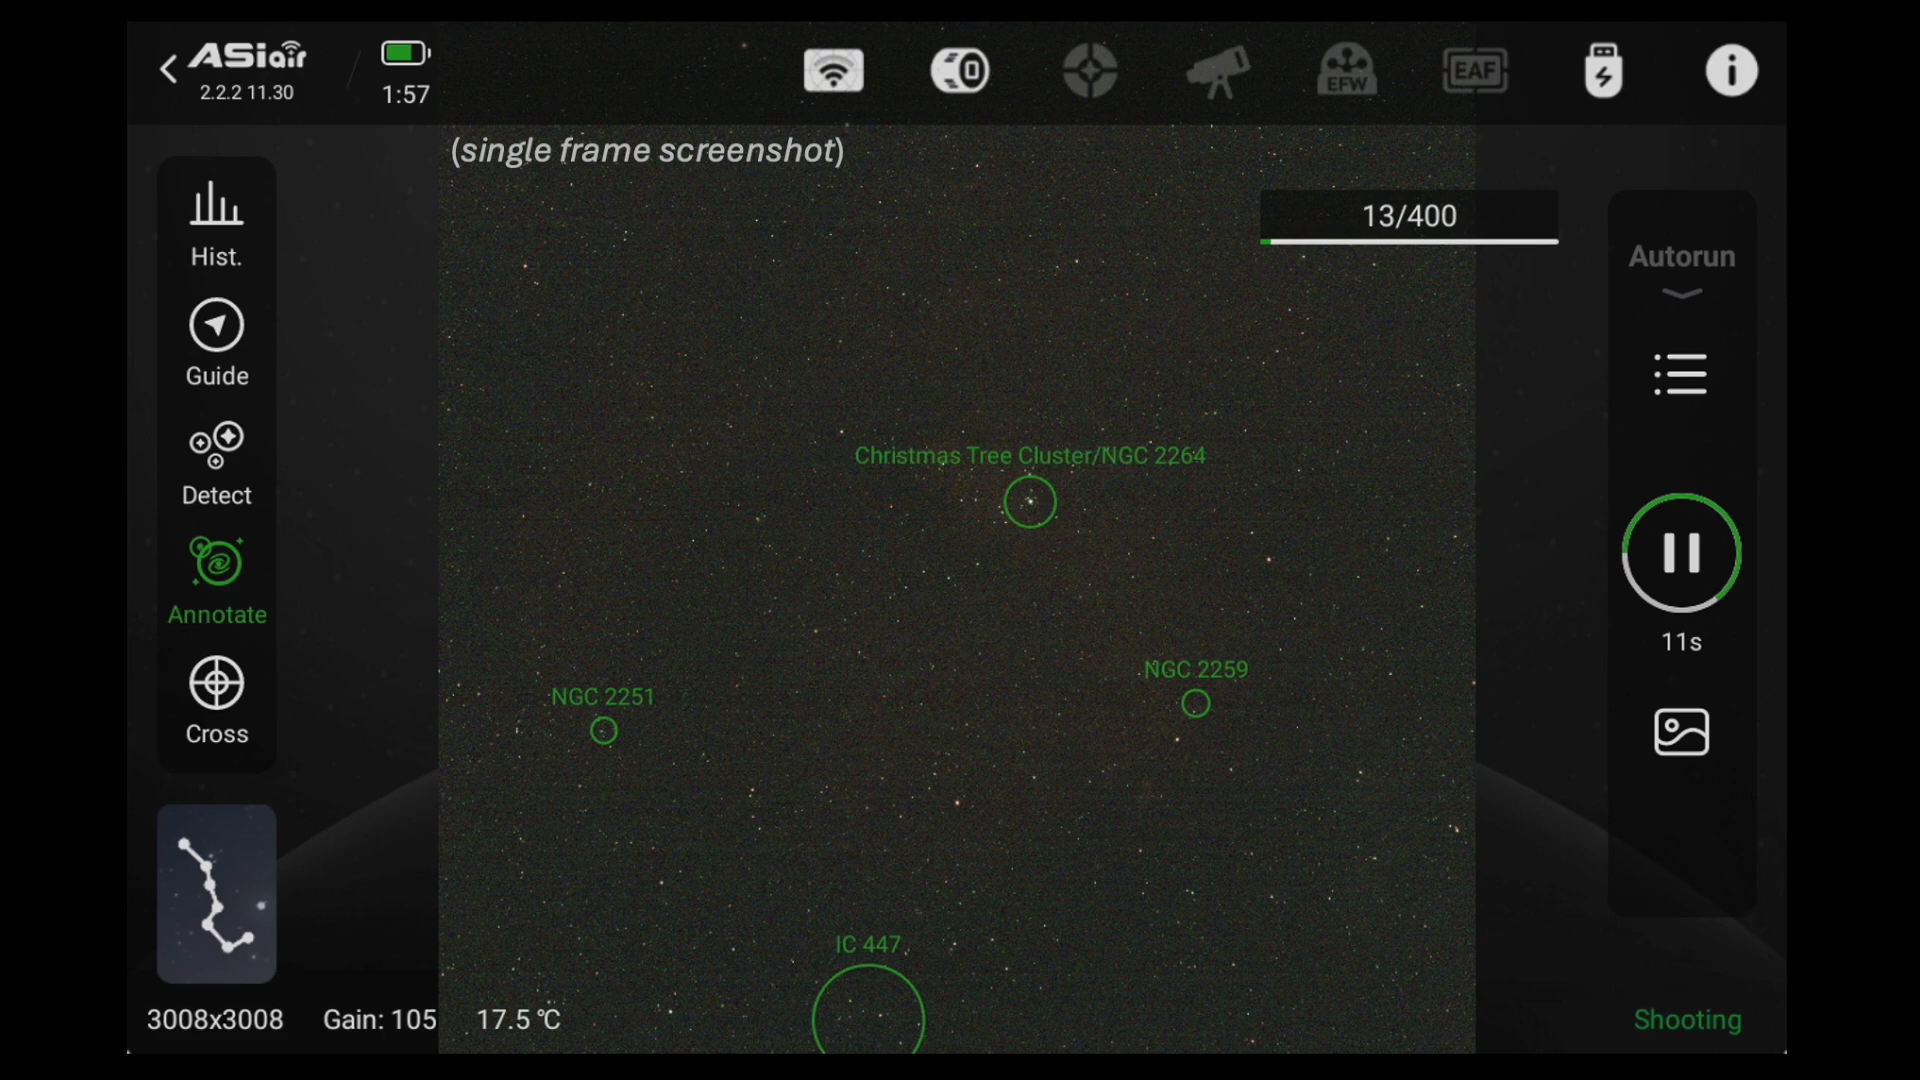 ASiair
2.2.2 11.30
1:57
EFW
EAF
(single frame screenshot)
13/400
Hist.
Guide
Detect
Annotate
Cross
Autorun
11s
Christmas Tree Cluster/NGC 2264
NGC 2251
NGC 2259
IC 447
3008x3008
Gain: 105
17.5 ℃
Shooting